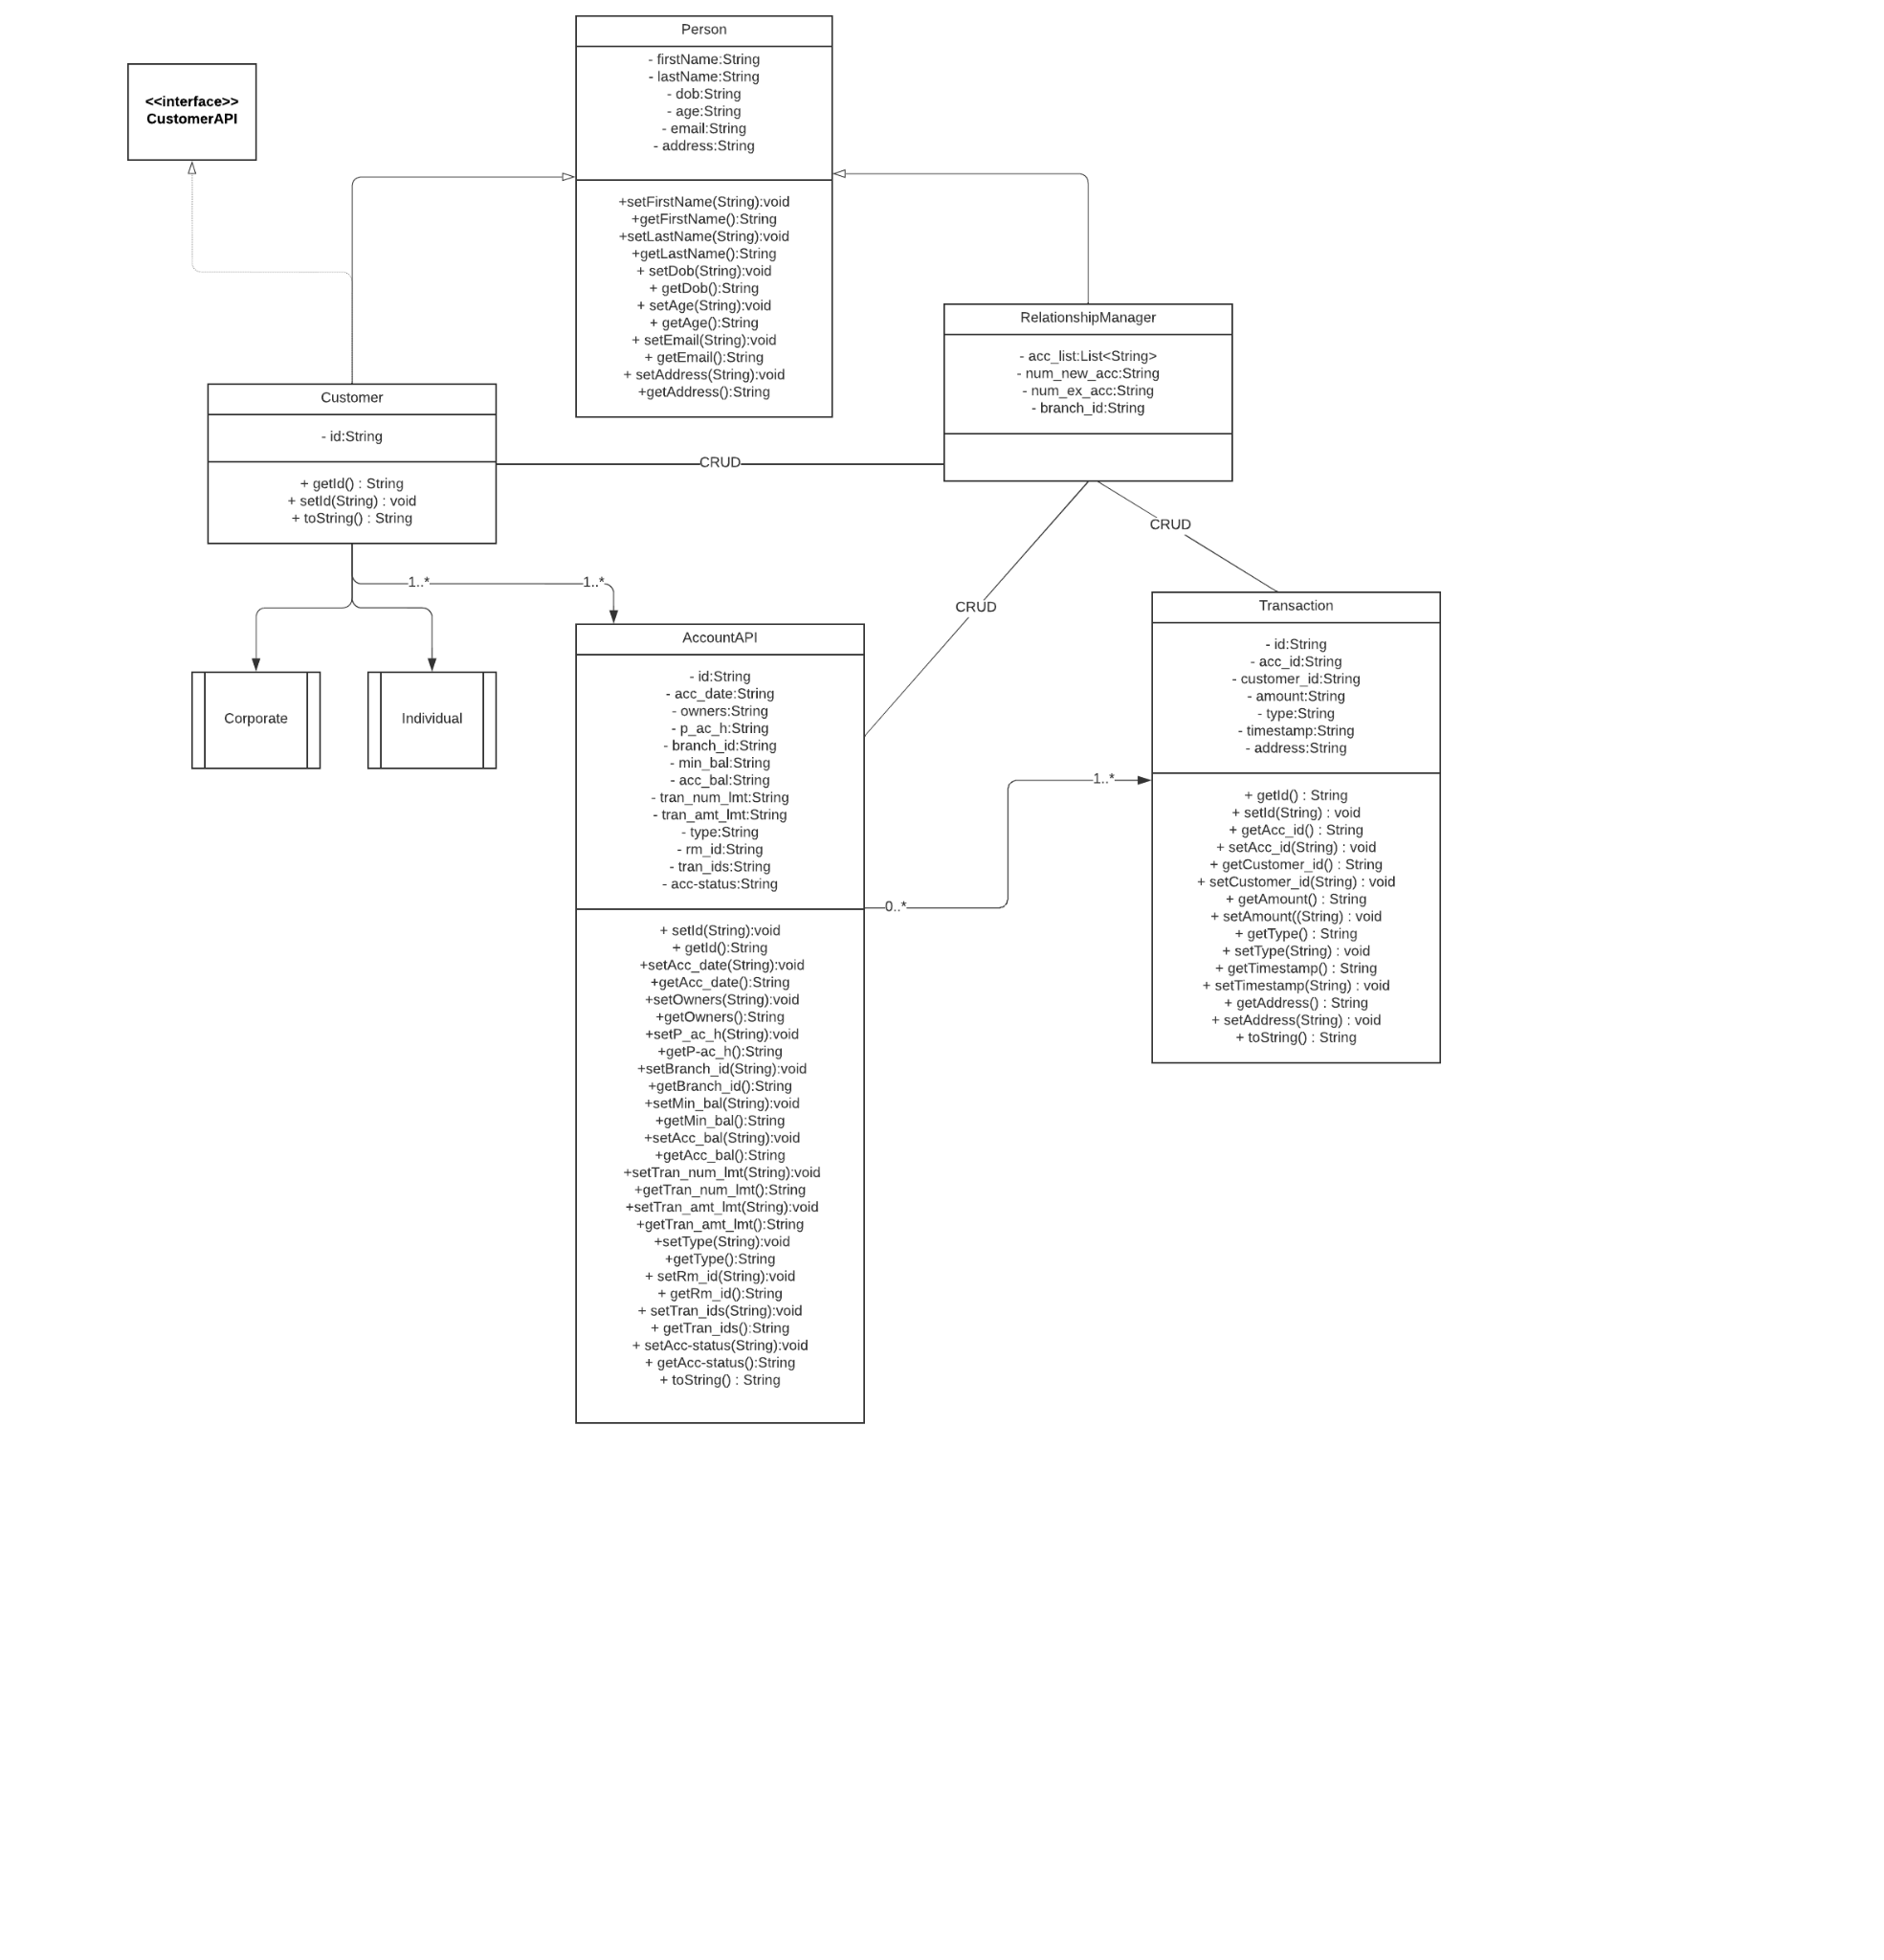 Person
- firstName:String
- lastName:String
- dob:String
- age:String
- email:String
- address:String
+setFirstName(String):void
+getFirstName():String
+setLastName(String):void
+getLastName():String
+ setDob(String):void
+ getDob():String
+ setAge(String):void
+ getAge():String
+ setEmail(String):void
+ getEmail():String
+ setAddress(String):void
+getAddress():String
<<interface>>
CustomerAPI
RelationshipManager
- acc_list:List<String>
- num_new_acc:String
- num_ex_acc:String
- branch_id:String
Customer
- id:String
+ getId() : String
+ setId(String) : void
+ toString() : String
CRUD
CRUD
CRUD
1..*
1..*
Corporate
Individual
AccountAPI
- id:String
- acc_date:String
- owners:String
- p_ac_h:String
- branch_id:String
- min_bal:String
- acc_bal:String
- tran_num_lmt:String
- tran_amt_lmt:String
- type:String
- rm_id:String
- tran_ids:String
- acc-status:String
+ setId(String):void
+ getId():String
+setAcc_date(String):void
+getAcc_date():String
+setOwners(String):void
+getOwners():String
+setP_ac_h(String):void
+getP-ac_h():String
+setBranch_id(String):void
+getBranch_id():String
+setMin_bal(String):void
+getMin_bal():String
+setAcc_bal(String):void
+getAcc_bal():String
+setTran_num_lmt(String):void
+getTran_num_lmt():String
+setTran_amt_lmt(String):void
+getTran_amt_lmt():String
+setType(String):void
+getType():String
+ setRm_id(String):void
+ getRm_id():String
+ setTran_ids(String):void
+ getTran_ids():String
+ setAcc-status(String):void
+ getAcc-status():String
+ toString() : String
0..*
1..*
Transaction
- id:String
- acc_id:String
- customer_id:String
- amount:String
- type:String
- timestamp:String
- address:String
+ getId() : String
+ setId(String) : void
+ getAcc_id() : String
+ setAcc_id(String) : void
+ getCustomer_id() : String
+ setCustomer_id(String) : void
+ getAmount() : String
+ setAmount((String) : void
+ getType() : String
+ setType(String) : void
+ getTimestamp() : String
+ setTimestamp(String) : void
+ getAddress() : String
+ setAddress(String) : void
+ toString() : String